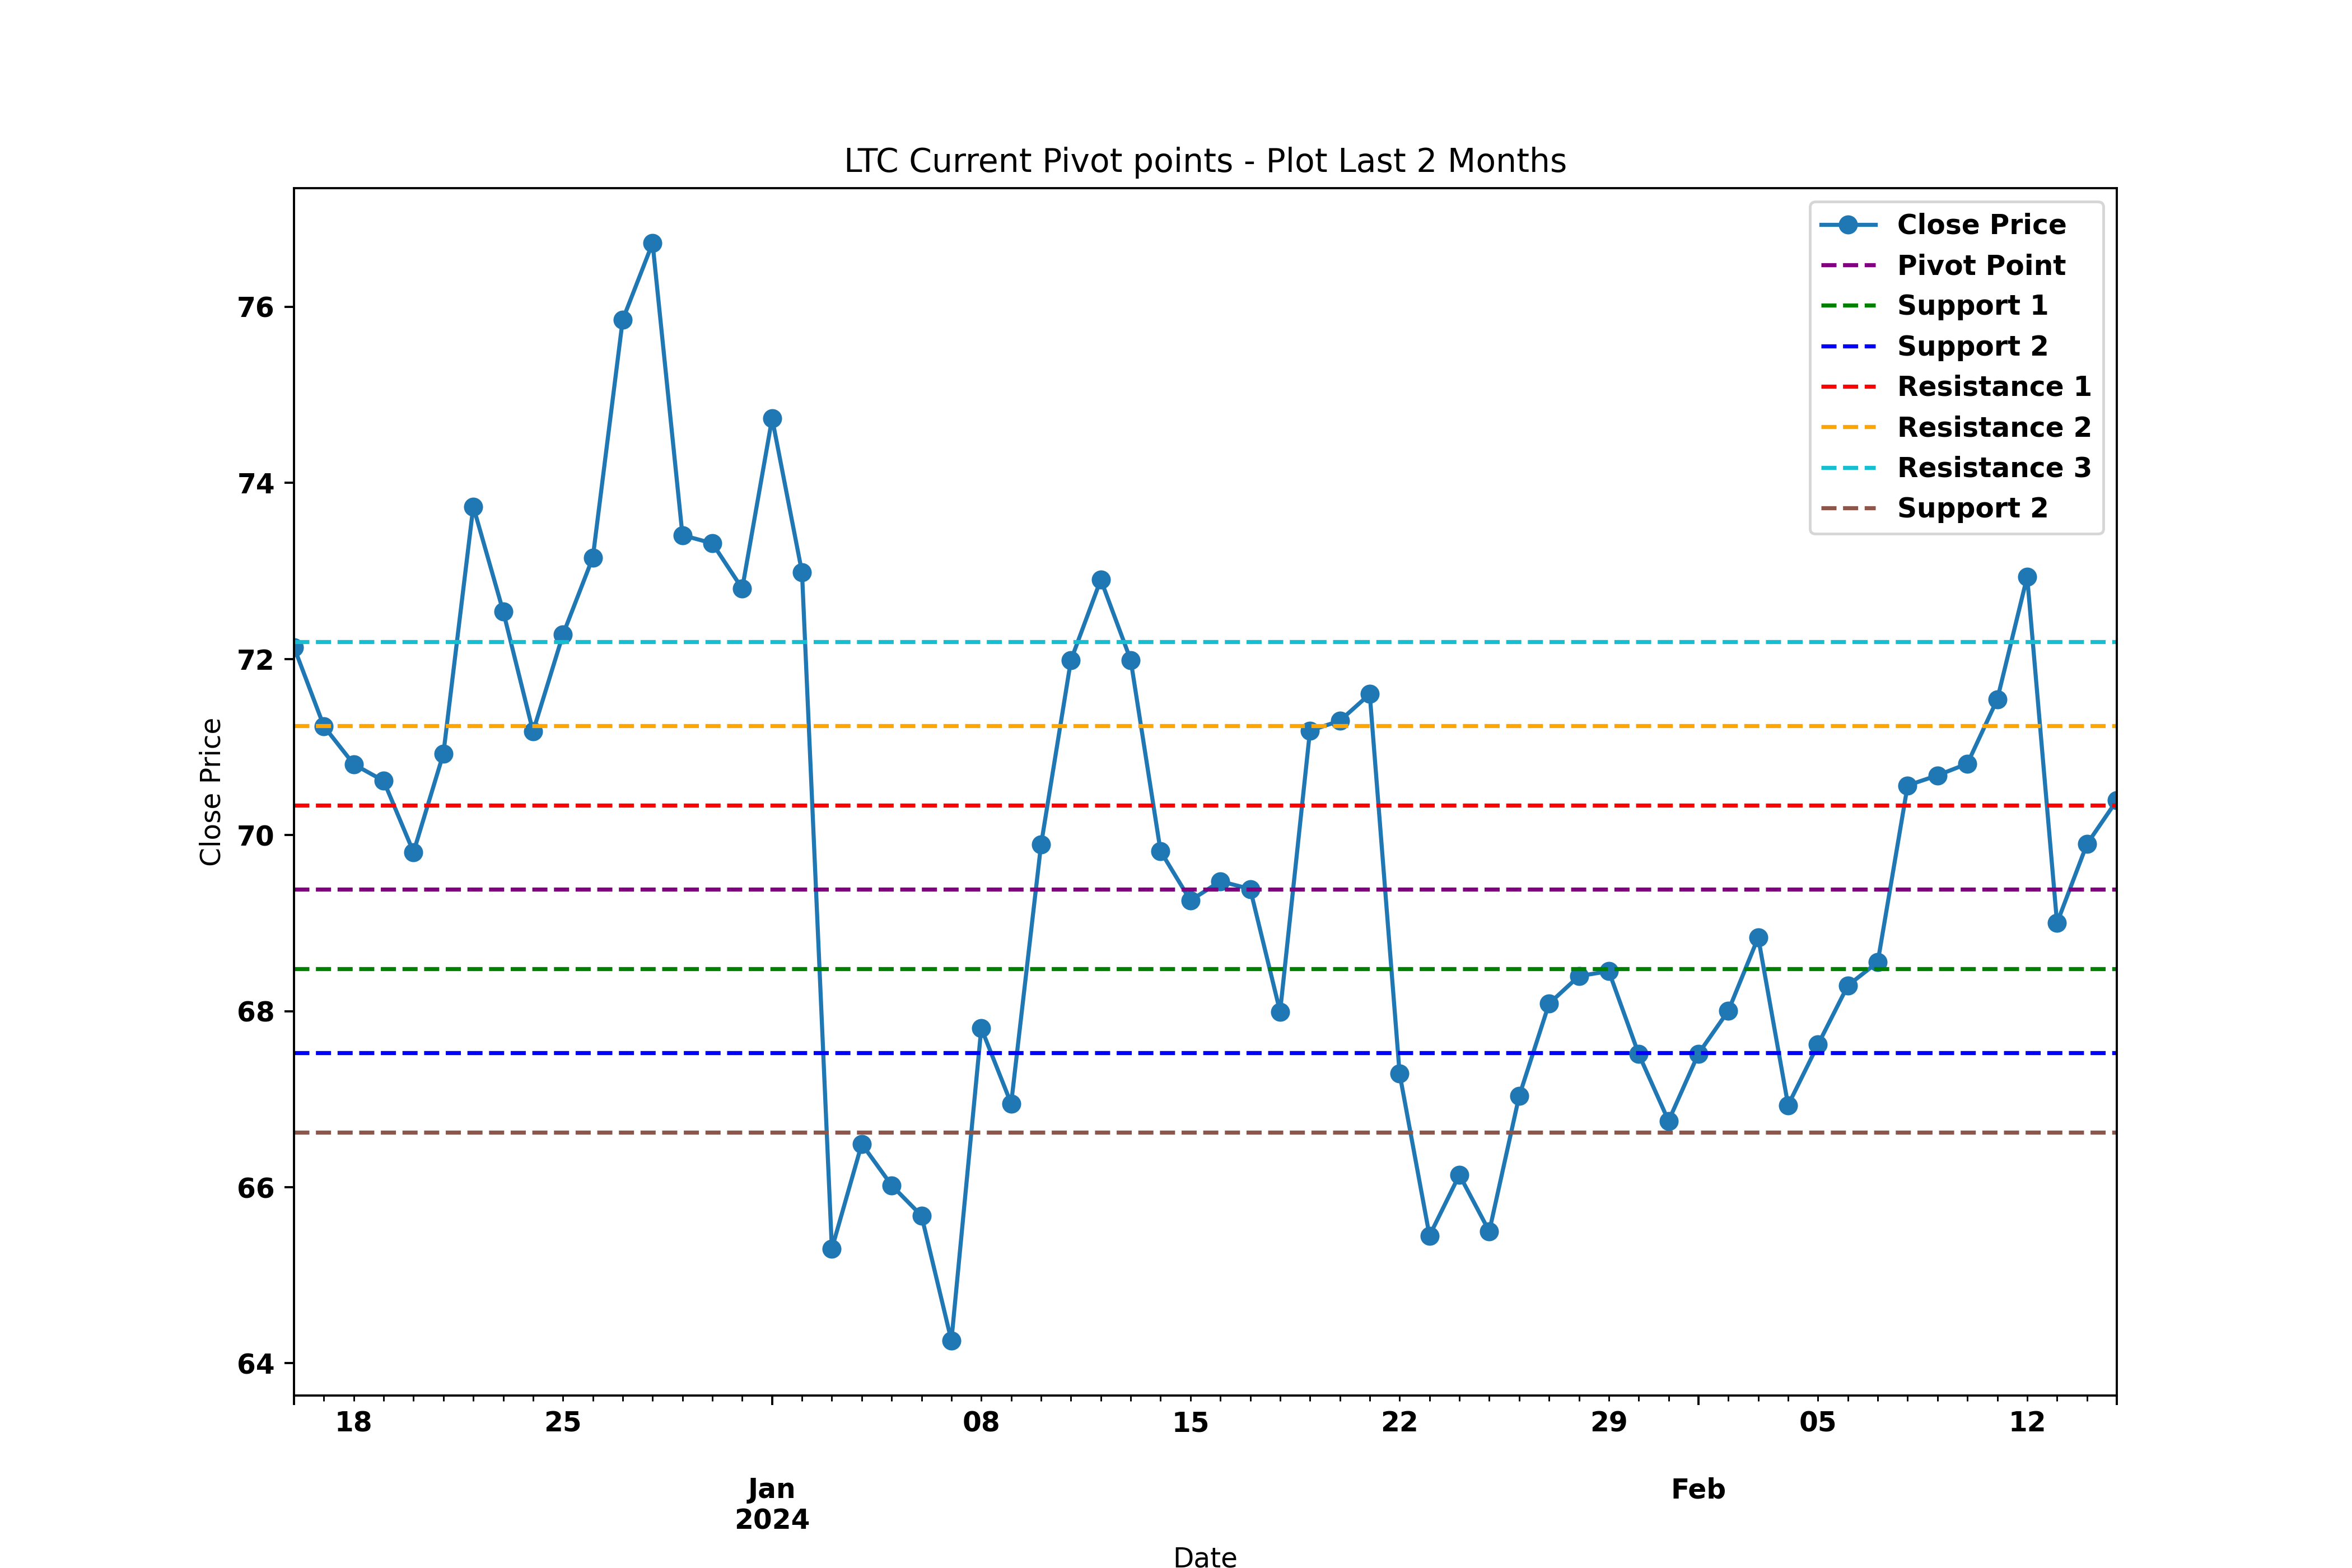 LTC Current Pivot points - Plot Last 2 Months
Close Price
Pivot Point
Support 1
Support 2
Resistance 1
Resistance 2
Resistance 3
Support 2
76
74
72
70
68
66
64
Close Price
18
25
08
15
22
29
05
12
Jan
2024
Feb
Date